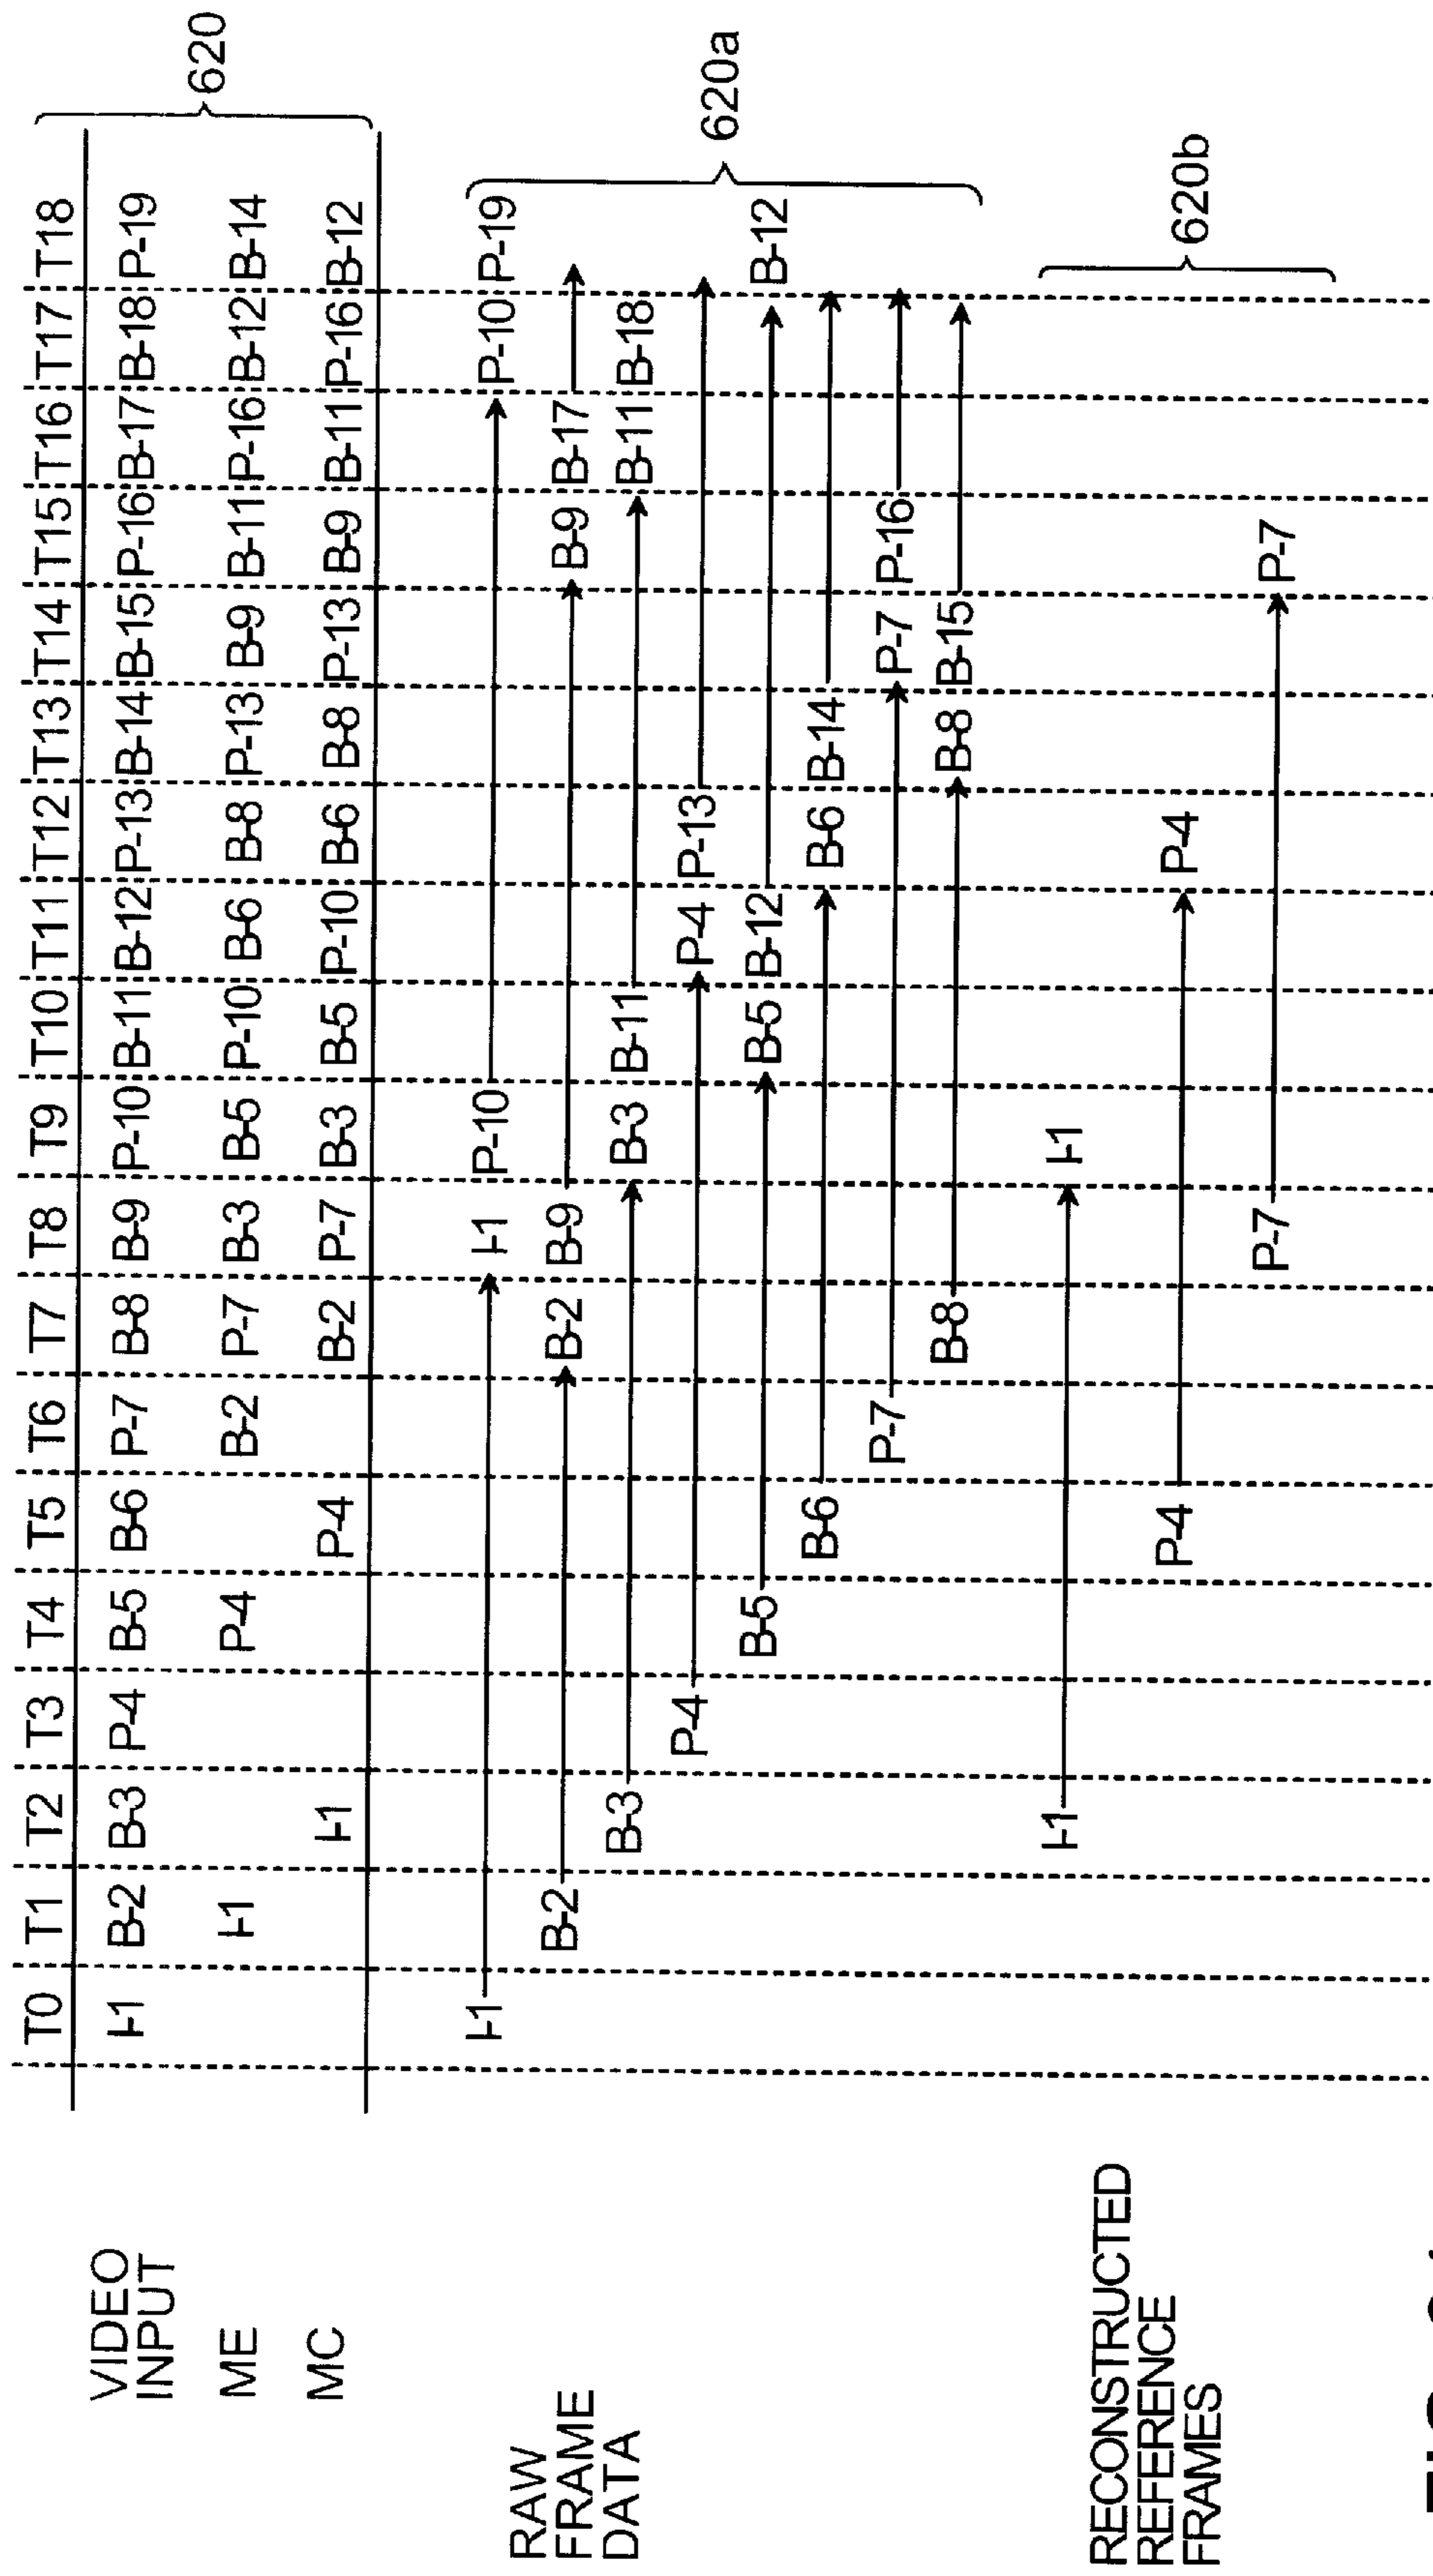 T0 T1 T2 T3 T4 T5 T6 T7 T8 T9 T10 T11 T12 T13 T14 T15 T16 T17 T18
VIDEO
INPUT
I-1 B-2 B-3 P-4 B-5 B-6 P-7 B-8 B-9 P-10 B-11 B-12 P-13 B-14 B-15 P-16 B-17 B-18 P-19
620
ME
I-1 P-4 B-2 P-7 B-3 B-5 P-10 B-6 B-8 P-13 B-9 B-11 P-16 B-12 B-14
MC
I-1 P-4 B-2 P-7 B-3 B-5 P-10 B-6 B-8 P-13 B-9 B-11 P-16 B-12
RAW
FRAME
DATA
I-1 I-1 P-10 P-10 P-19
B-2 B-2 B-9 B-9 B-17
B-3 B-3 B-11 B-11 B-18
P-4 P-4 P-13
620a
B-5 B-5 B-12 B-12
B-6 B-6 B-14
P-7 P-7 P-16
B-8 B-8 B-15
RECONSTRUCTED
REFERENCE
FRAMES
I-1 I-1
P-4 P-4
620b
P-7 P-7